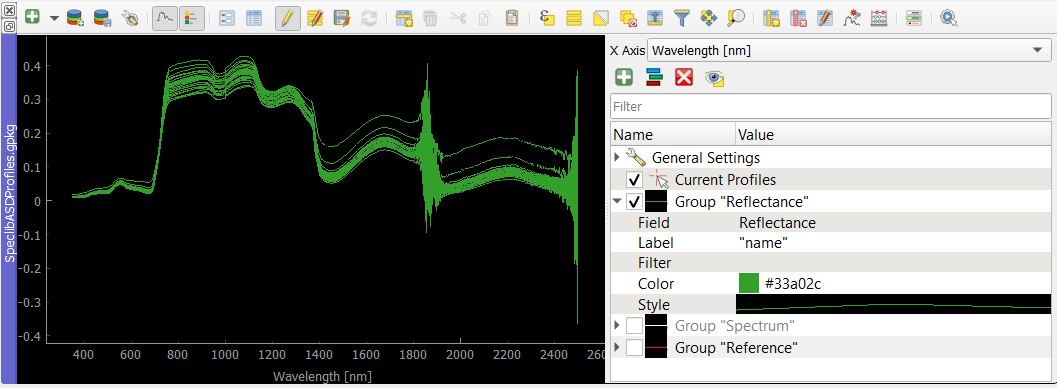 SpeclibASDProfiles.gpkg
0.4
0.3
0.2
0.1
0
-0.1
-0.2
-0.3
-0.4
400 600 800 1000 1200 1400 1600 1800 2000 2200 2400 260
Wavelength [nm]
X Axis Wavelength [nm]
Filter
Name Value
General Settings
Current Profiles
Group "Reflectance"
Field Reflectance
Label "name"
Filter
Color #33a02c
Style
Group "Spectrum"
Group "Reference"